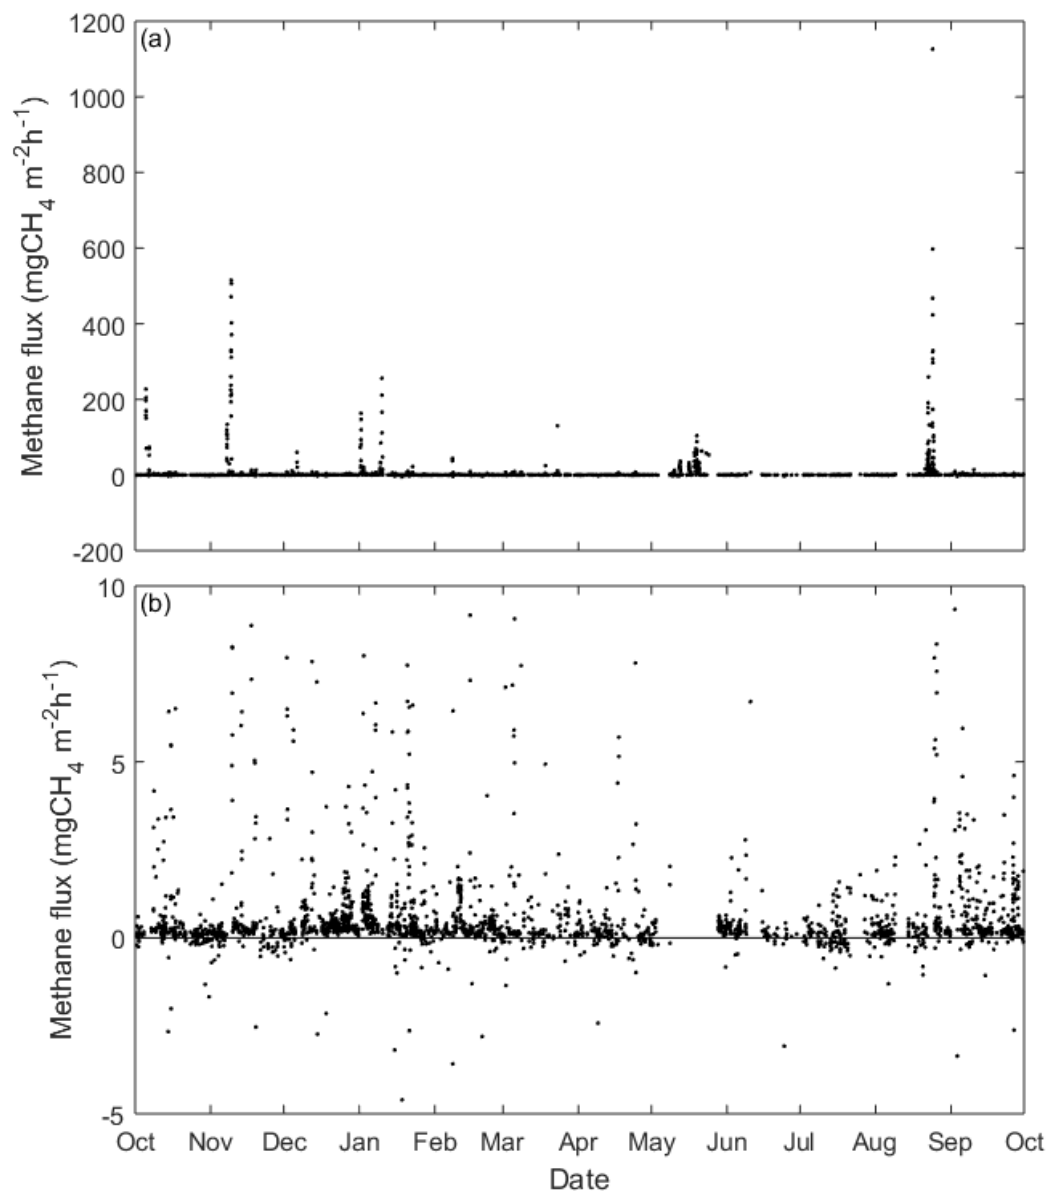 (a)
1200
1000
800
600
400
200
0
-200
Methane flux (mgCH4 m-2h-1)
(b)
10
5
0
-5
Methane flux (mgCH4 m-2h-1)
Oct Nov Dec Jan Feb Mar Apr May Jun Jul Aug Sep Oct
Date